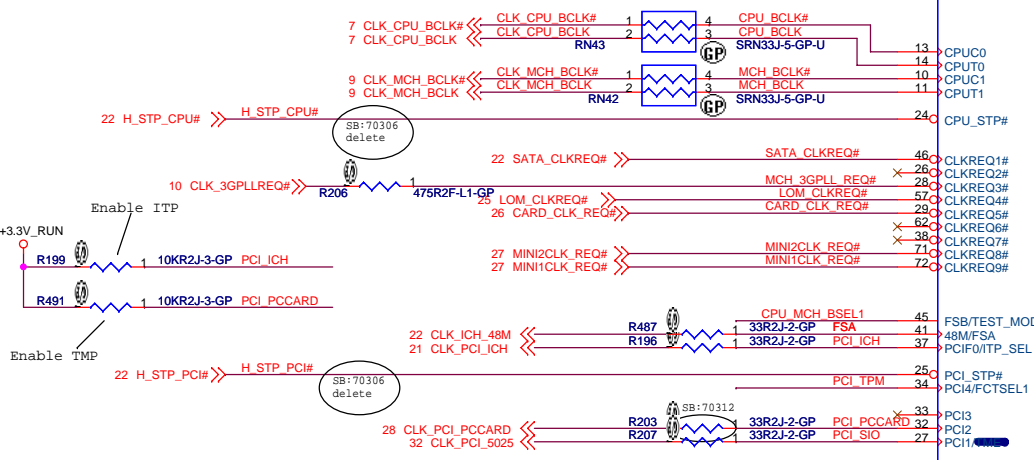 7 CLK_CPU_BCLK# CLK_CPU_BCLK# 1 4 CPU_BCLK#
7 CLK_CPU_BCLK CLK_CPU_BCLK 2 3 CPU_BCLK
RN43 SRN33J-5-GP-U
GP
13 CPUC0
14 CPUT0
9 CLK_MCH_BCLK# CLK_MCH_BCLK# 1 4 MCH_BCLK# 10 CPUC1
9 CLK_MCH_BCLK CLK_MCH_BCLK 2 3 MCH_BCLK 11 CPUT1
RN42 SRN33J-5-GP-U
GP
22 H_STP_CPU# H_STP_CPU# 24 CPU_STP#
SB:70306
delete
22 SATA_CLKREQ# SATA_CLKREQ# 46 CLKREQ1#
26 CLKREQ2#
10 CLK_3GPLLREQ# R206 1 475R2F-L1-GP MCH_3GPLL_REQ# 28 CLKREQ3#
25 LOM_CLKREQ# LOM_CLKREQ# 57 CLKREQ4#
26 CARD_CLK_REQ# CARD_CLK_REQ# 29 CLKREQ5#
62 CLKREQ6#
38 CLKREQ7#
27 MINI2CLK_REQ# MINI2CLK_REQ# 71 CLKREQ8#
27 MINI1CLK_REQ# MINI1CLK_REQ# 72 CLKREQ9#
Enable ITP
+3.3V_RUN
R199 1 10KR2J-3-GP PCI_ICH
R491 1 10KR2J-3-GP PCI_PCCARD
Enable TMP
CPU_MCH_BSEL1 45 FSB/TEST_MOD
22 CLK_ICH_48M R487 1 33R2J-2-GP FSA 41 48M/FSA
21 CLK_PCI_ICH R196 1 33R2J-2-GP PCI_ICH 37 PCIF0/ITP_SEL
22 H_STP_PCI# H_STP_PCI# 25 PCI_STP#
SB:70306
delete
PCI_TPM 34 PCI4/FCTSEL1
SB:70312
33 PCI3
28 CLK_PCI_PCCARD R203 1 33R2J-2-GP PCI_PCCARD 32 PCI2
32 CLK_PCI_5025 R207 1 33R2J-2-GP PCI_SIO 27 PCI1/